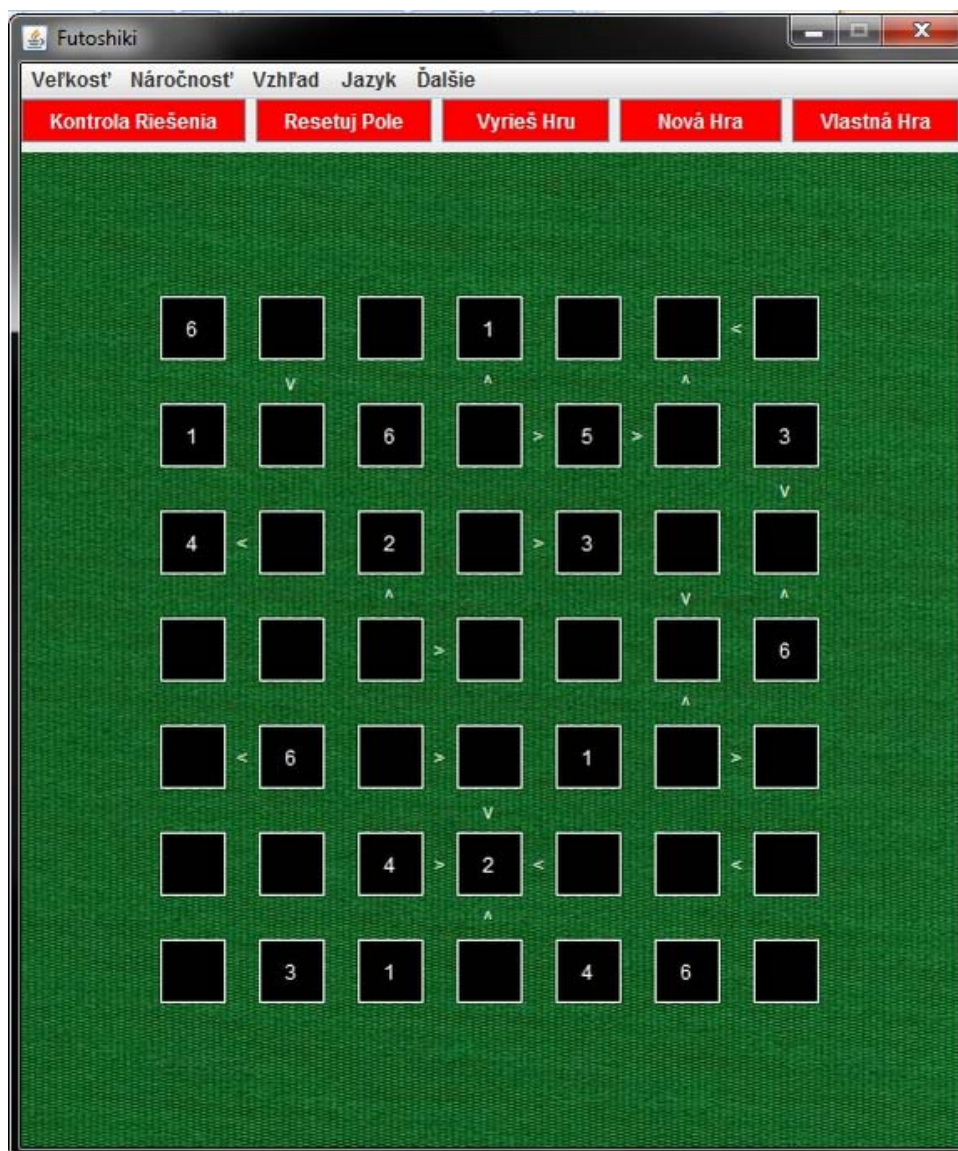 Futoshiki
Veľkosť Náročnosť Vzhľad Jazyk Ďalšie
Kontrola Riešenia Resetuj Pole Vyrieš Hru Nová Hra Vlastná Hra
6 1 <
v ^ ^
1 6 > 5 > 3
v
4 < 2 > 3
^ v ^
> 6
^
< 6 > 1 >
v
4 > 2 < <
^
3 1 4 6